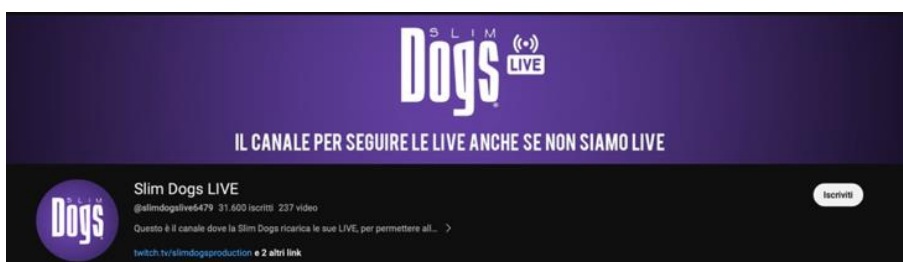 SLIM
Dogs
LIVE
IL CANALE PER SEGUIRE LE LIVE ANCHE SE NON SIAMO LIVE
SLIM
Dogs
Slim Dogs LIVE
@slimdogslive6479 31.600 iscritti 237 video
Iscriviti
Questo è il canale dove la Slim Dogs ricarica le sue LIVE, per permettere all...
twitch.tv/slimdogsproduction e 2 altri link